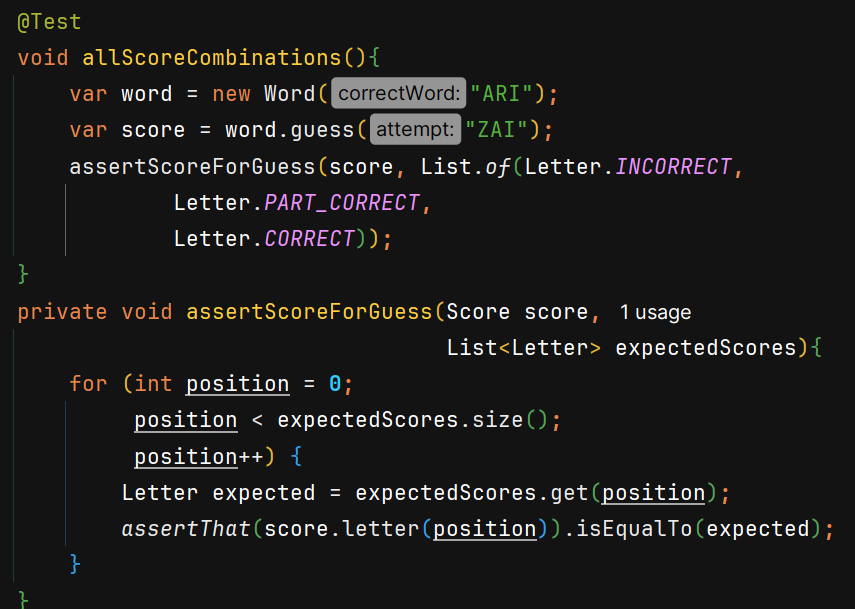 @Test
void allScoreCombinations(){
var word = new Word( correctWord: "ARI");
var score = word.guess( attempt: "ZAI");
assertScoreForGuess(score, List.of(Letter.INCORRECT,
Letter.PART_CORRECT,
Letter.CORRECT));
}
private void assertScoreForGuess(Score score, 1 usage
List<Letter> expectedScores){
for (int position = 0;
position < expectedScores.size();
position++) {
Letter expected = expectedScores.get(position);
assertThat(score.letter(position)).isEqualTo(expected);
}
}